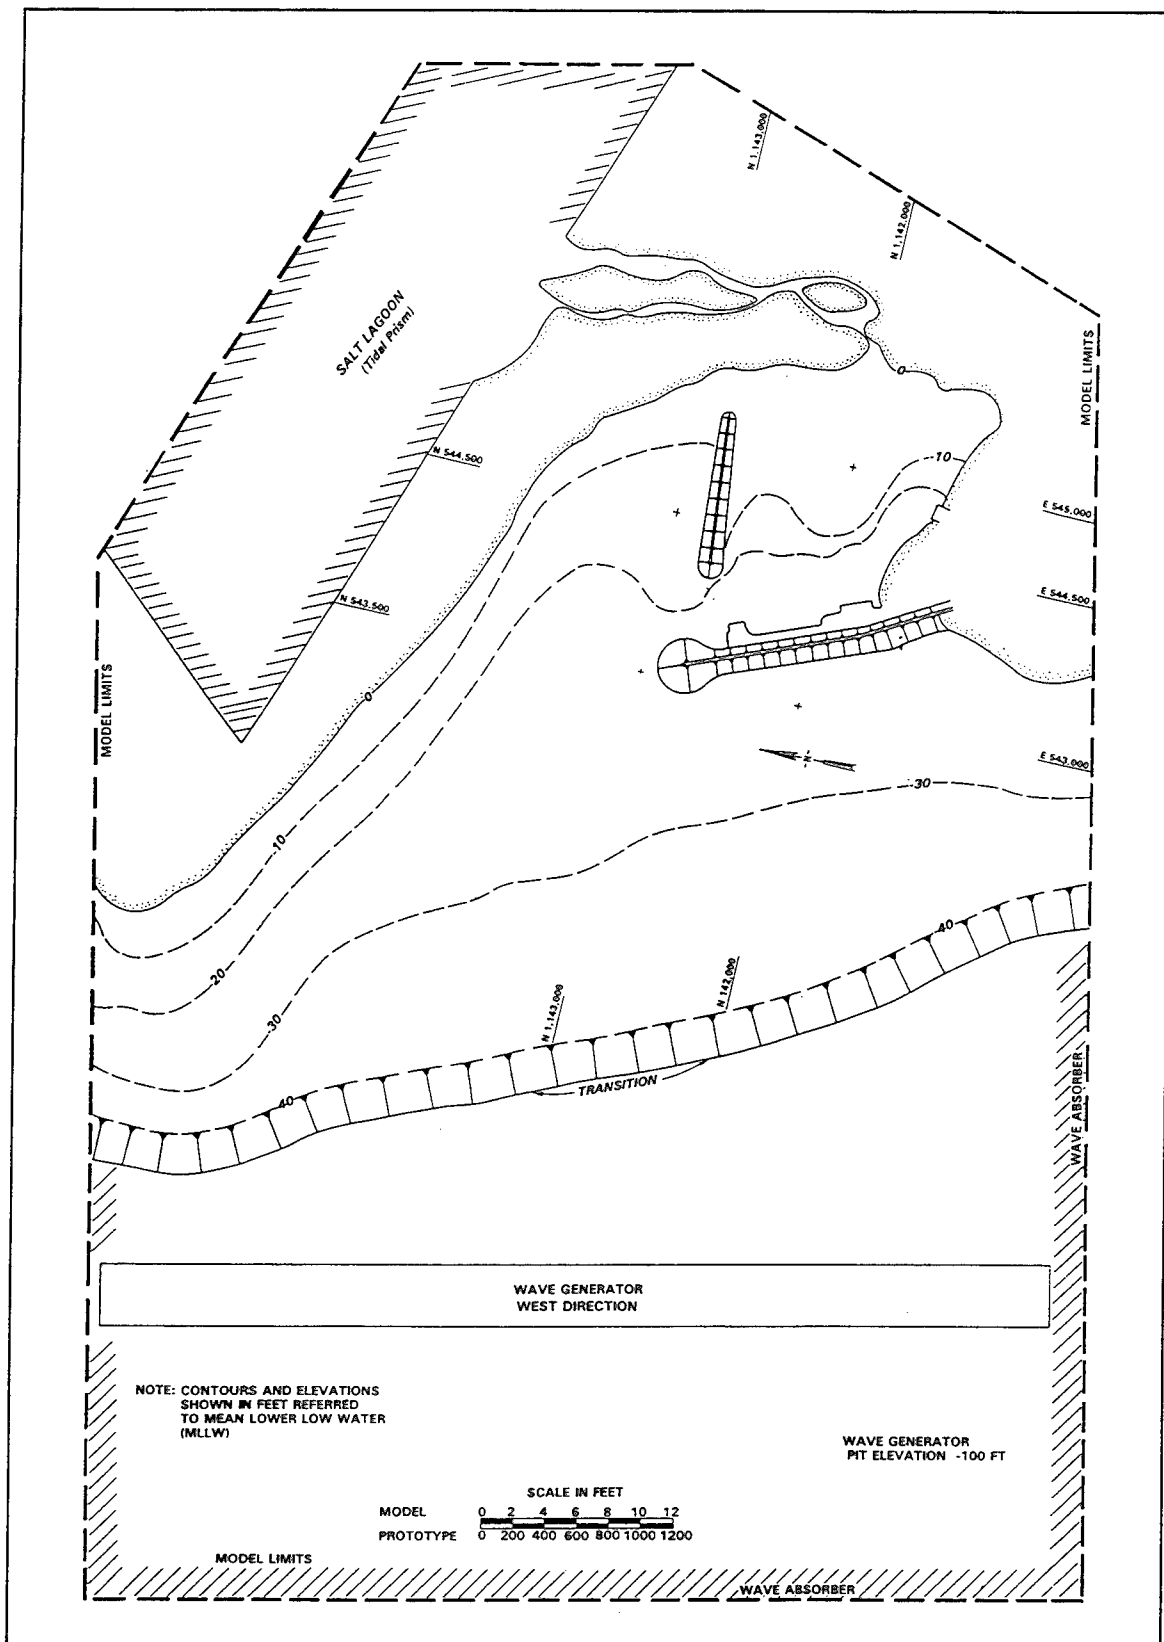 N 1,143,000
N 1,142,000
SALT LAGOON
(Tidal Prism)
MODEL LIMITS
0
N 544,500
-10
E 545,000
N 543,500
E 544,500
MODEL LIMITS
0
N
E 543,000
-30
-10
-40
-20
N 142,000
N 1,143,000
-30
TRANSITION
-40
WAVE ABSORBER
WAVE GENERATOR
WEST DIRECTION
NOTE: CONTOURS AND ELEVATIONS
SHOWN IN FEET REFERRED
TO MEAN LOWER LOW WATER
(MLLW)
WAVE GENERATOR
PIT ELEVATION -100 FT
SCALE IN FEET
MODEL 0 2 4 6 8 10 12
PROTOTYPE 0 200 400 600 800 1000 1200
MODEL LIMITS
WAVE ABSORBER